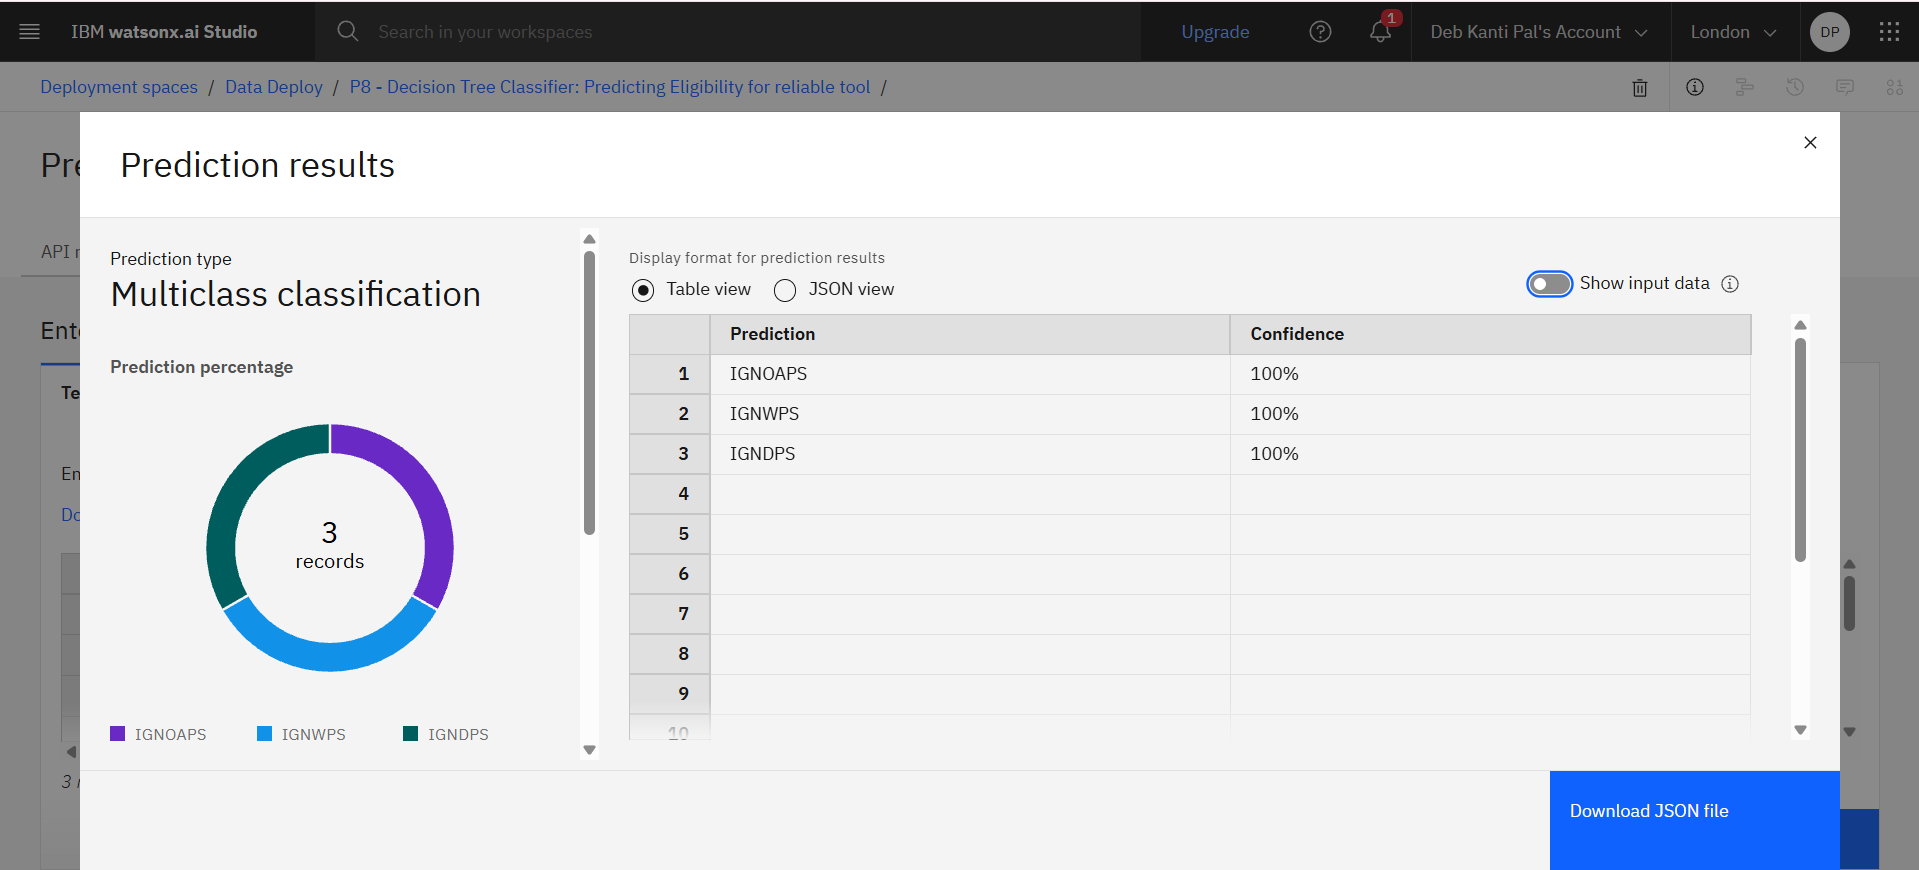 IBM watsonx.ai Studio
Search in your workspaces
Upgrade
1
Deb Kanti Pal's Account
London
DP
Deployment spaces / Data Deploy / P8 - Decision Tree Classifier: Predicting Eligibility for reliable tool /
Pre
Prediction results
API r
Prediction type
Multiclass classification
Display format for prediction results
Table view
JSON view
Show input data
Ente
Prediction percentage
Te
En
Do
3 records
Prediction Confidence
1 IGNOAPS 100%
2 IGNWPS 100%
3 IGNDPS 100%
4
5
6
7
8
9
10
IGNOAPS IGNWPS IGNDPS
3 r
Download JSON file